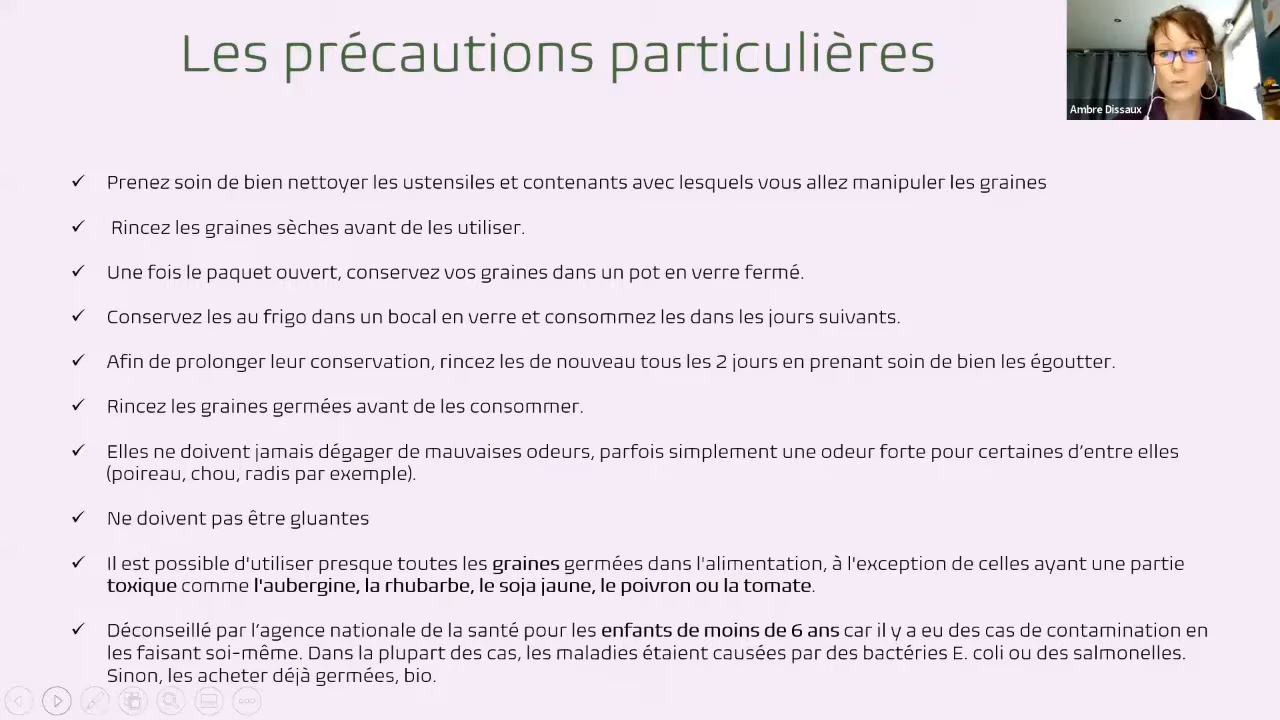 Les précautions particulières
Ambre Dissaux
✓ Prenez soin de bien nettoyer les ustensiles et contenants avec lesquels vous allez manipuler les graines
✓ Rincez les graines sèches avant de les utiliser.
✓ Une fois le paquet ouvert, conservez vos graines dans un pot en verre fermé.
✓ Conservez les au frigo dans un bocal en verre et consommez les dans les jours suivants.
✓ Afin de prolonger leur conservation, rincez les de nouveau tous les 2 jours en prenant soin de bien les égoutter.
✓ Rincez les graines germées avant de les consommer.
✓ Elles ne doivent jamais dégager de mauvaises odeurs, parfois simplement une odeur forte pour certaines d’entre elles
(poireau, chou, radis par exemple).
✓ Ne doivent pas être gluantes
✓ Il est possible d'utiliser presque toutes les graines germées dans l'alimentation, à l'exception de celles ayant une partie
toxique comme l'aubergine, la rhubarbe, le soja jaune, le poivron ou la tomate.
✓ Déconseillé par l’agence nationale de la santé pour les enfants de moins de 6 ans car il y a eu des cas de contamination en
les faisant soi-même. Dans la plupart des cas, les maladies étaient causées par des bactéries E. coli ou des salmonelles.
Sinon, les acheter déjà germées, bio.